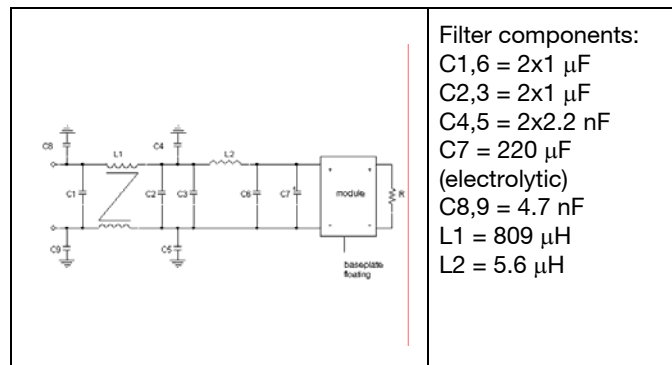 C8
C4
L1
L2
C1
C2
C3
C6
C7
module
R
C9
C5
baseplate
floating
Filter components:
C1,6 = 2x1 μF
C2,3 = 2x1 μF
C4,5 = 2x2.2 nF
C7 = 220 μF
(electrolytic)
C8,9 = 4.7 nF
L1 = 809 μH
L2 = 5.6 μH